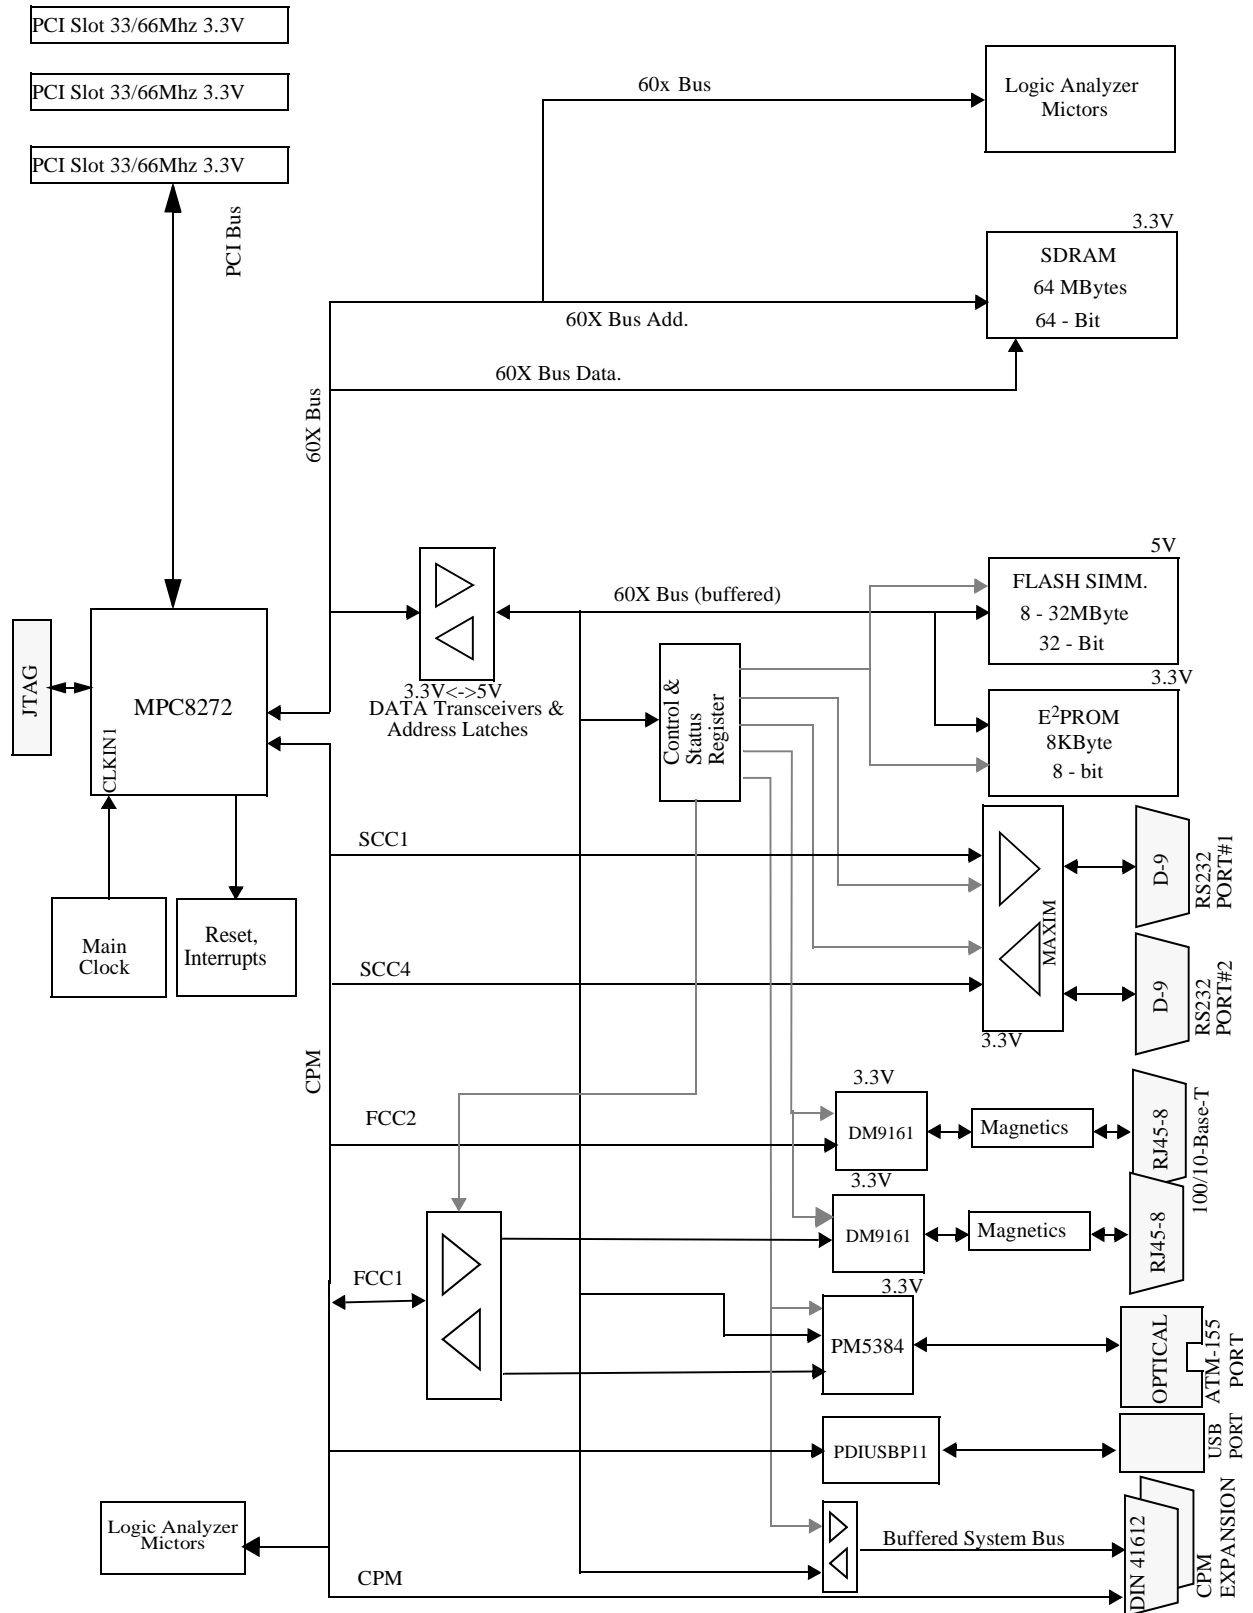 PCI Slot 33/66Mhz 3.3V
PCI Slot 33/66Mhz 3.3V
PCI Slot 33/66Mhz 3.3V
PCI Bus
60x Bus
Logic Analyzer
Mictors
3.3V
SDRAM
64 MBytes
64 - Bit
60X Bus Add.
60X Bus Data.
60X Bus
5V
FLASH SIMM.
8 - 32MByte
32 - Bit
60X Bus (buffered)
3.3V<->5V
DATA Transceivers &
Address Latches
Control &
Status
Register
3.3V
E²PROM
8KByte
8 - bit
JTAG
MPC8272
CLKIN1
Main
Clock
Reset,
Interrupts
SCC1
SCC4
MAXIM
3.3V
D-9
RS232
PORT#1
D-9
RS232
PORT#2
CPM
FCC2
3.3V
DM9161
Magnetics
RJ45-8
100/10-Base-T
3.3V
DM9161
Magnetics
RJ45-8
FCC1
3.3V
PM5384
OPTICAL
ATM-155
PORT
PDIUSBP11
USB
PORT
Logic Analyzer
Mictors
Buffered System Bus
CPM
DIN 41612
CPM
EXPANSION